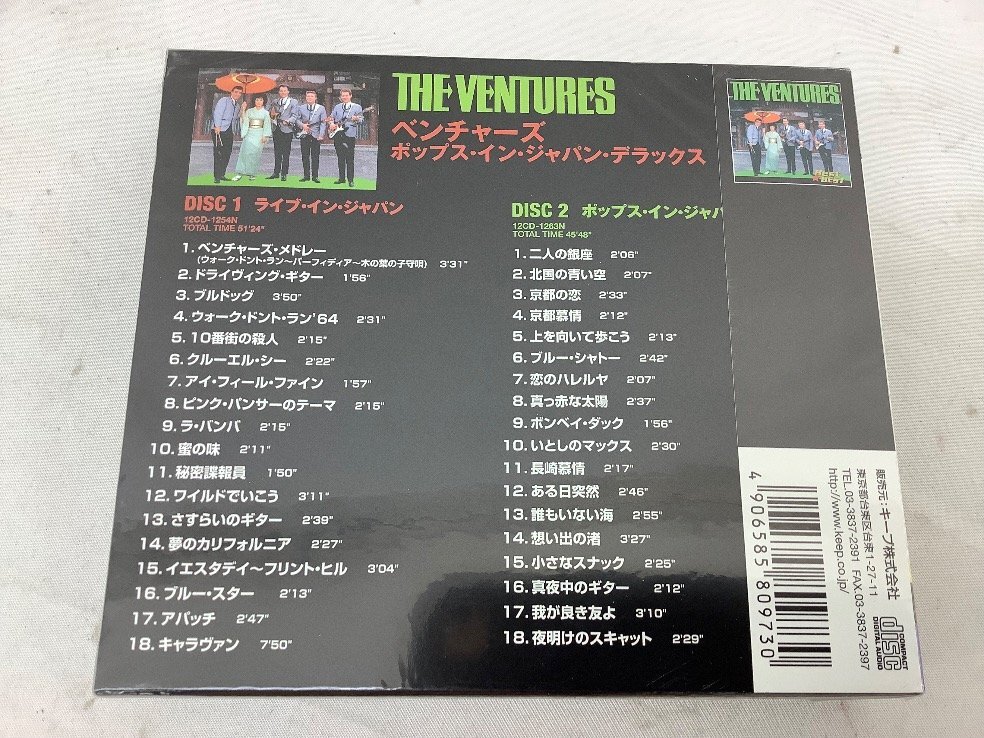 THE VENTURES
ベンチャーズ
ポップス・イン・ジャパン・デラックス
DISC 1 ライブ・イン・ジャパン
12CD-1254N
TOTAL TIME 51'24"
1. ベンチャーズ・メドレー
(ウォーク・ドント・ラン〜パーフィディア〜木の葉の子守唄) 3'31"
2. ドライヴィング・ギター 1'56"
3. ブルドッグ 3'50"
4. ウォーク・ドント・ラン'64 2'31"
5. 10番街の殺人 2'15"
6. クルーエル・シー 2'22"
7. アイ・フィール・ファイン 1'57"
8. ピンク・パンサーのテーマ 2'15"
9. ラ・バンバ 2'15"
10. 蜜の味 2'11"
11. 秘密諜報員 1'50"
12. ワイルドでいこう 3'11"
13. さすらいのギター 2'39"
14. 夢のカリフォルニア 2'27"
15. イエスタデイ〜フリント・ヒル 3'04"
16. ブルー・スター 2'13"
17. アパッチ 2'47"
18. キャラヴァン 7'50"
DISC 2 ポップス・イン・ジャパ
12CD-1263N
TOTAL TIME 45'48"
1. 二人の銀座 2'06"
2. 北国の青い空 2'07"
3. 京都の恋 2'33"
4. 京都慕情 2'12"
5. 上を向いて歩こう 2'13"
6. ブルー・シャトー 2'42"
7. 恋のハレルヤ 2'07"
8. 真っ赤な太陽 2'37"
9. ボンベイ・ダック 1'56"
10. いとしのマックス 2'30"
11. 長崎慕情 2'17"
12. ある日突然 2'46"
13. 誰もいない海 2'55"
14. 想い出の渚 3'27"
15. 小さなスナック 2'25"
16. 真夜中のギター 2'12"
17. 我が良き友よ 3'10"
18. 夜明けのスキャット 2'29"
THE VENTURES
BEST
BEST
販売元:キープ株式会社
東京都台東区台東1-27-11
TEL.03-3837-2391 FAX.03-3837-2397
http://www.keep.co.jp/
4 906585 809730
COMPACT
disc
DIGITAL AUDIO